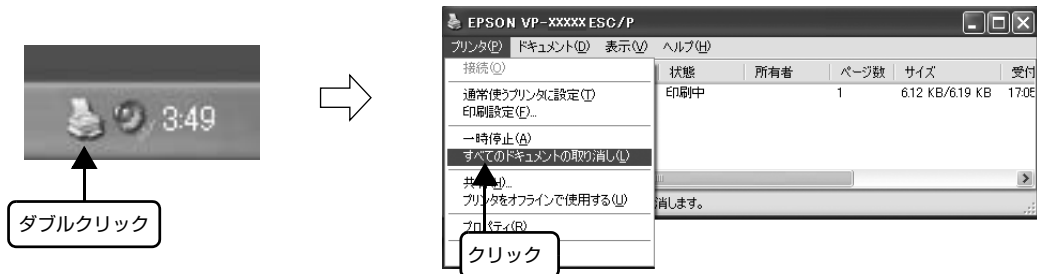 3:49
ダブルクリック
EPSON VP-XXXXX ESC/P
プリンタ(P) ドキュメント(D) 表示(V) ヘルプ(H)
接続(O)
通常使うプリンタに設定(T)
印刷設定(F)...
一時停止(A)
すべてのドキュメントの取り消し(L)
プリンタをオフラインで使用する(U)
クリック
状態 所有者 ページ数 サイズ 受付
印刷中 1 6.12 KB/6.19 KB 17:05
消します。